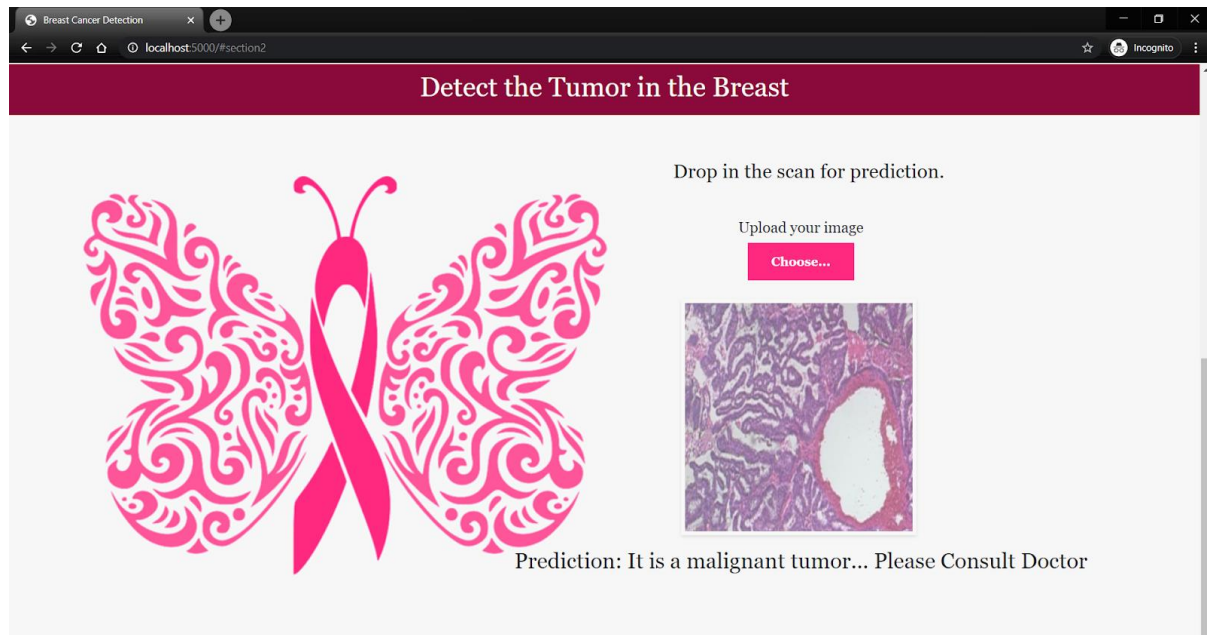 Breast Cancer Detection
localhost:5000/#section2
Incognito
Detect the Tumor in the Breast
Drop in the scan for prediction.
Upload your image
Choose...
Prediction: It is a malignant tumor... Please Consult Doctor